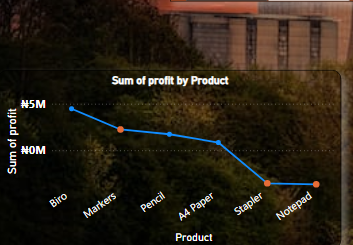 Sum of profit by Product
Sum of profit
₦5M
₦0M
Biro
Markers
Pencil
A4 Paper
Stapler
Notepad
Product